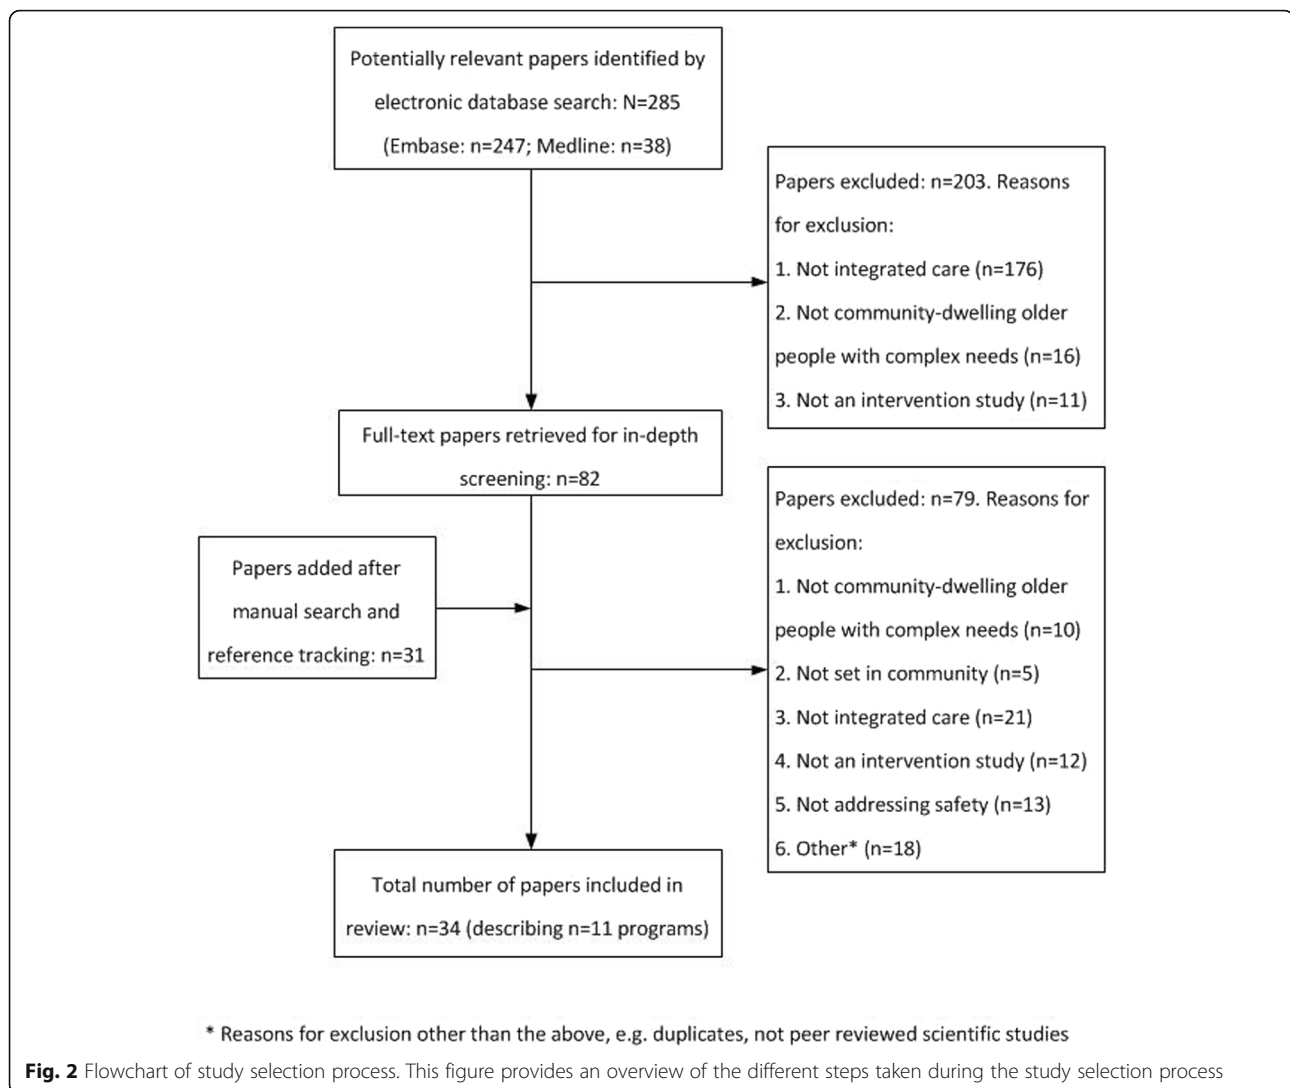 Potentially relevant papers identified by
electronic database search: N=285
(Embase: n=247; Medline: n=38)
Papers excluded: n=203. Reasons
for exclusion:
1. Not integrated care (n=176)
2. Not community-dwelling older
people with complex needs (n=16)
3. Not an intervention study (n=11)
Full-text papers retrieved for in-depth
screening: n=82
Papers added after
manual search and
reference tracking: n=31
Papers excluded: n=79. Reasons for
exclusion:
1. Not community-dwelling older
people with complex needs (n=10)
2. Not set in community (n=5)
3. Not integrated care (n=21)
4. Not an intervention study (n=12)
5. Not addressing safety (n=13)
6. Other* (n=18)
Total number of papers included in
review: n=34 (describing n=11 programs)
* Reasons for exclusion other than the above, e.g. duplicates, not peer reviewed scientific studies
Fig. 2 Flowchart of study selection process. This figure provides an overview of the different steps taken during the study selection process